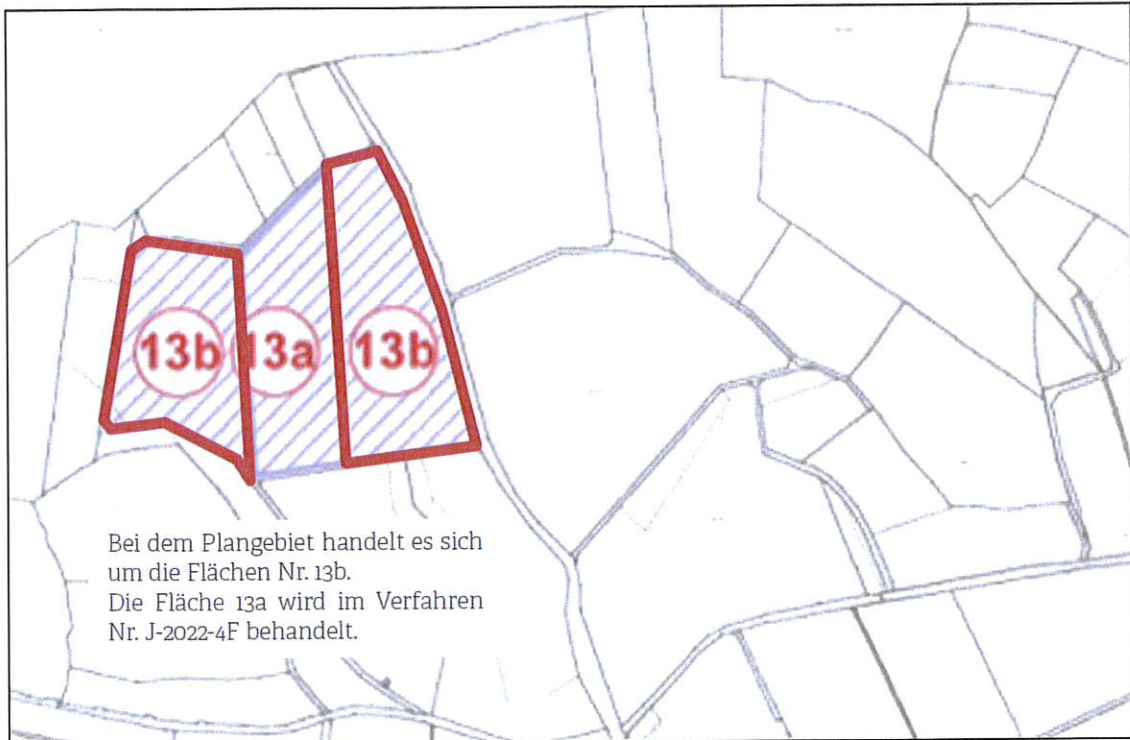 13b 13a 13b
Bei dem Plangebiet handelt es sich
um die Flächen Nr. 13b.
Die Fläche 13a wird im Verfahren
Nr. J-2022-4F behandelt.